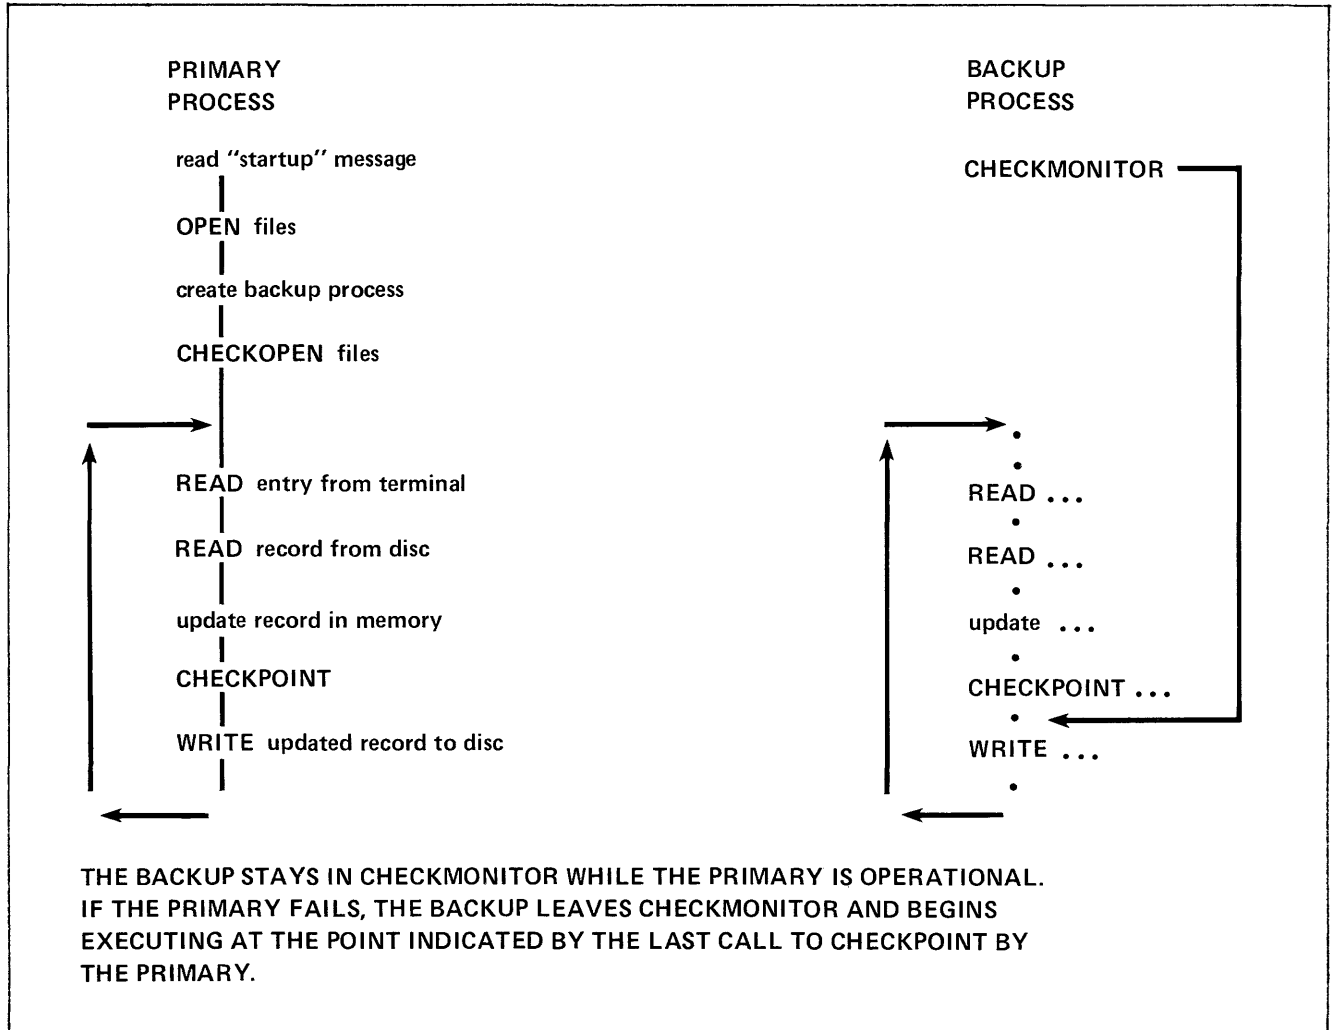 PRIMARY
PROCESS
read "startup" message
OPEN files
create backup process
CHECKOPEN files
READ entry from terminal
READ record from disc
update record in memory
CHECKPOINT
WRITE updated record to disc
BACKUP
PROCESS
CHECKMONITOR
READ ...
READ ...
update ...
CHECKPOINT ...
WRITE ...
THE BACKUP STAYS IN CHECKMONITOR WHILE THE PRIMARY IS OPERATIONAL.
IF THE PRIMARY FAILS, THE BACKUP LEAVES CHECKMONITOR AND BEGINS
EXECUTING AT THE POINT INDICATED BY THE LAST CALL TO CHECKPOINT BY
THE PRIMARY.